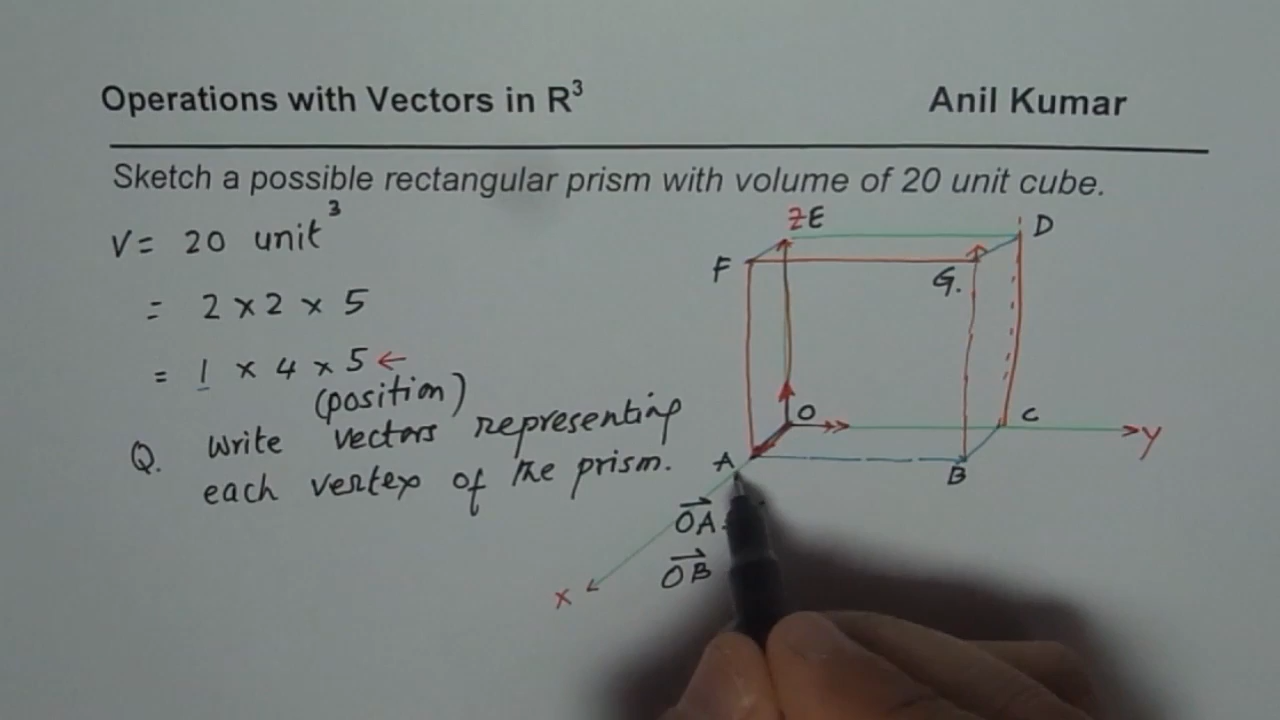 Operations with Vectors in R³ Anil Kumar
Sketch a possible rectangular prism with volume of 20 unit cube.
V = 20 unit³
= 2 × 2 × 5
= 1 × 4 × 5 ←
(position)
Q. Write vectors representing
each vertex of the prism.
Z E
D
F
G.
O
C
Y
A
B
OA
OB
X